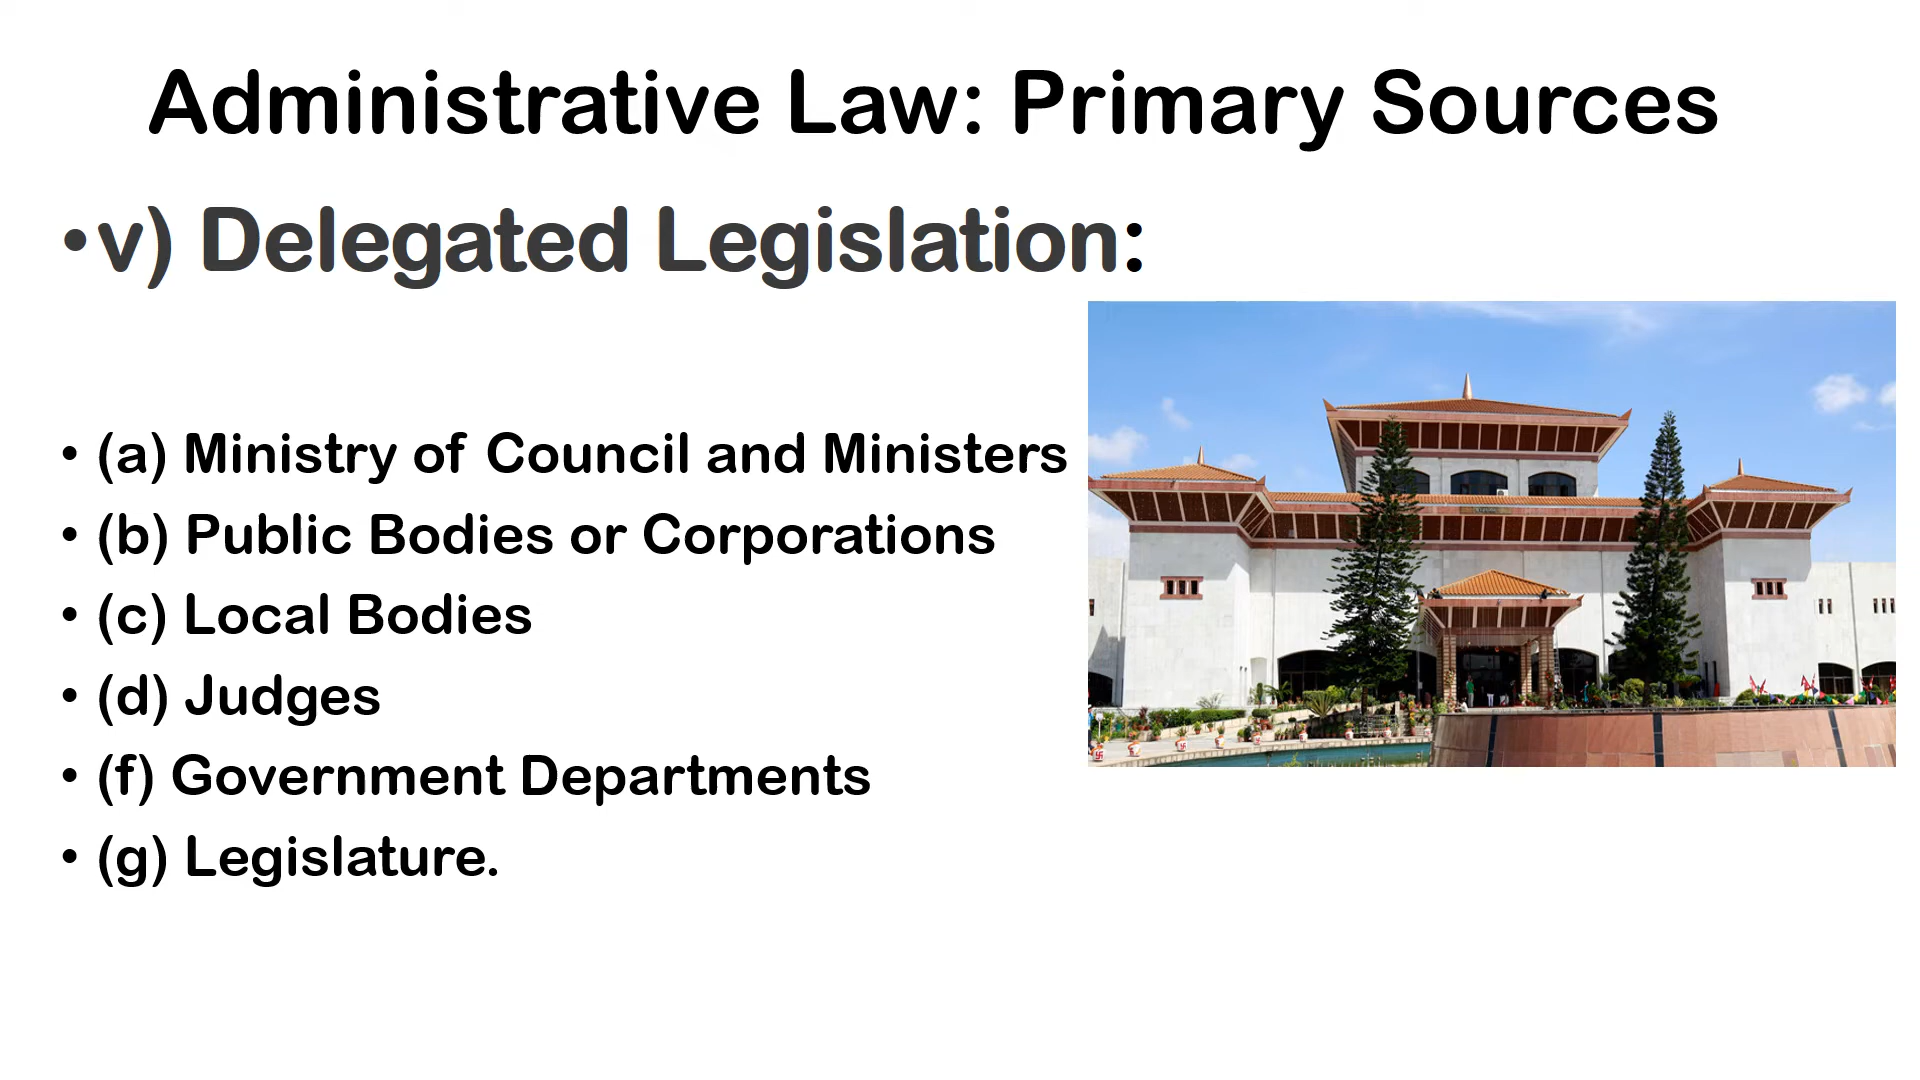 Administrative Law: Primary Sources
• v) Delegated Legislation:
• (a) Ministry of Council and Ministers
• (b) Public Bodies or Corporations
• (c) Local Bodies
• (d) Judges
• (f) Government Departments
• (g) Legislature.